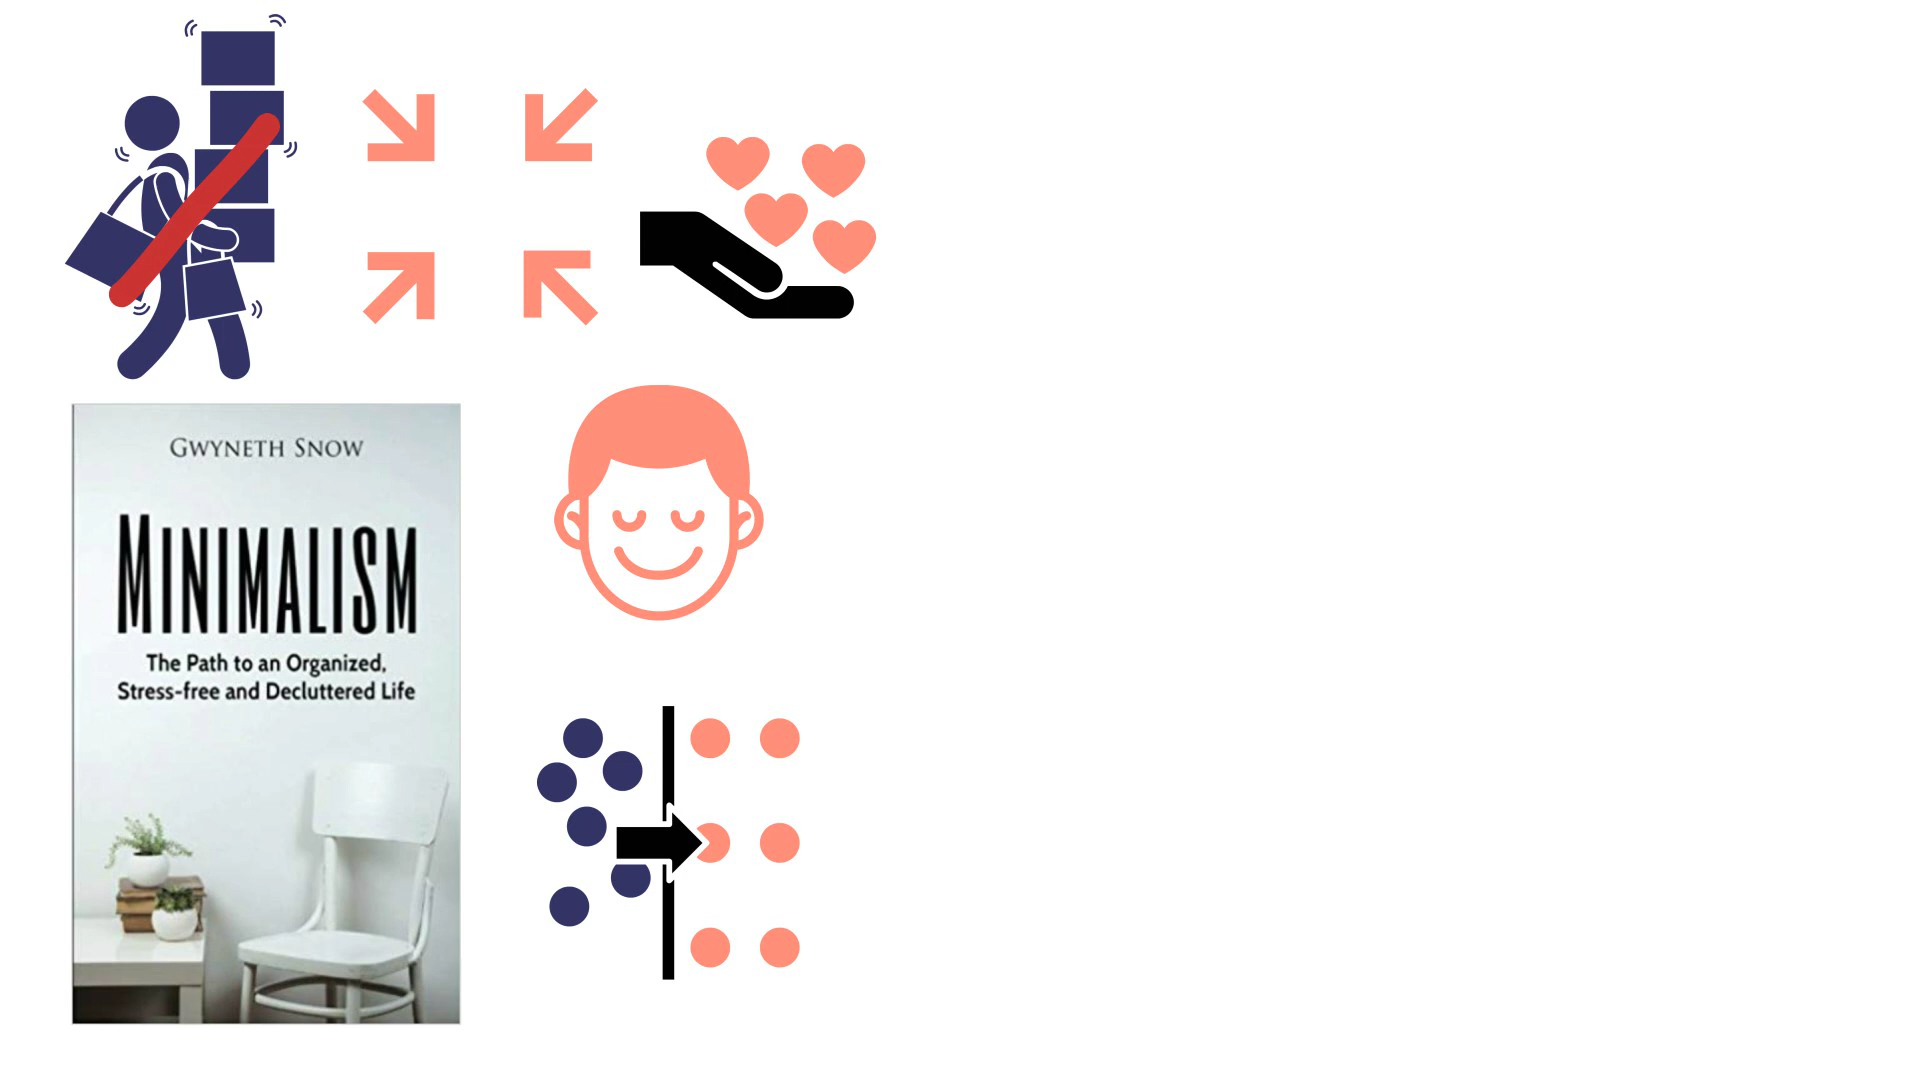 GWYNETH SNOW
MINIMALISM
The Path to an Organized,
Stress-free and Decluttered Life